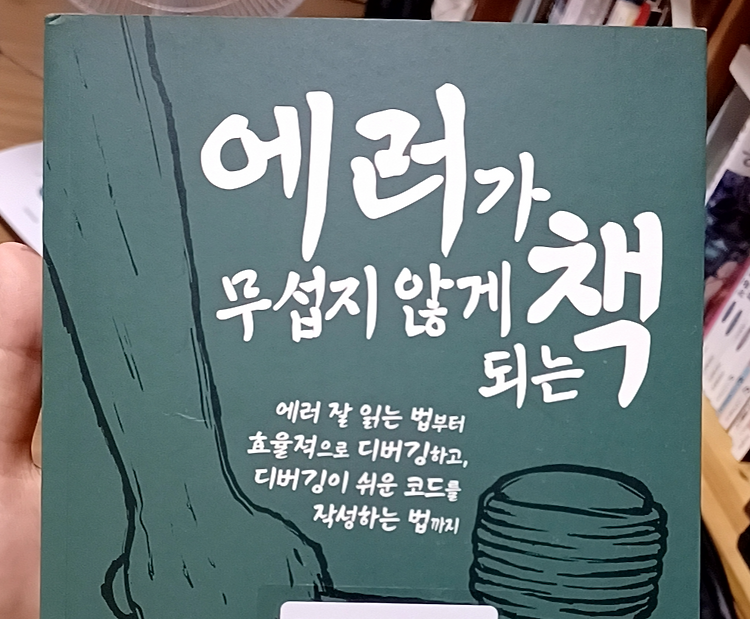 에러가
무섭지 않게
되는 책
에러 잘 읽는 법부터
효율적으로 디버깅하고,
디버깅이 쉬운 코드를
작성하는 법까지